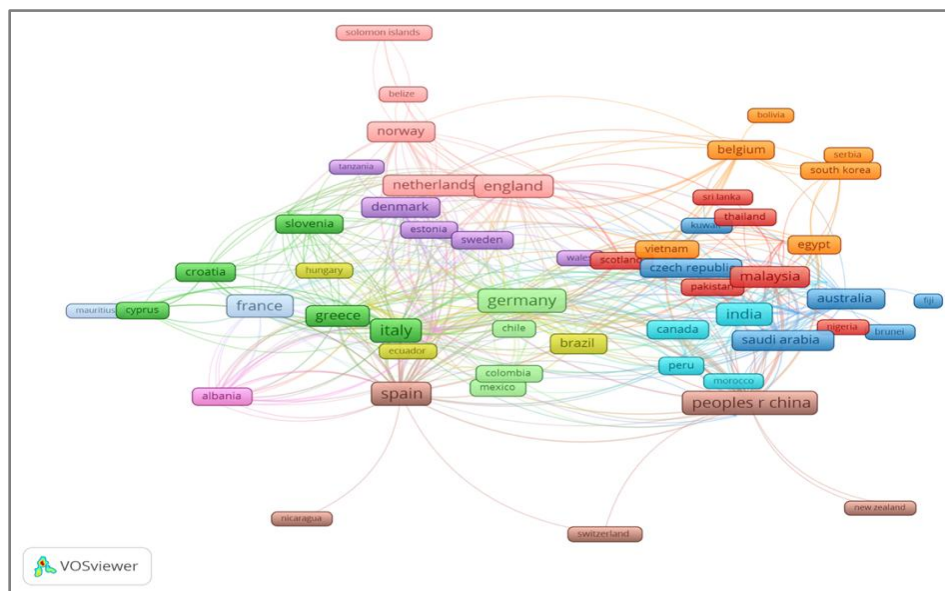 solomon islands
belize
bolivia
norway
belgium
serbia
tanzania
south korea
netherlands
england
sri lanka
denmark
thailand
slovenia
kuwait
estonia
sweden
egypt
vietnam
wales
scotland
czech republic
croatia
hungary
malaysia
pakistan
france
germany
australia
fiji
mauritius
cyprus
greece
india
italy
chile
canada
nigeria
brunei
brazil
saudi arabia
ecuador
peru
colombia
morocco
mexico
albania
spain
peoples r china
new zealand
nicaragua
switzerland
VOSviewer